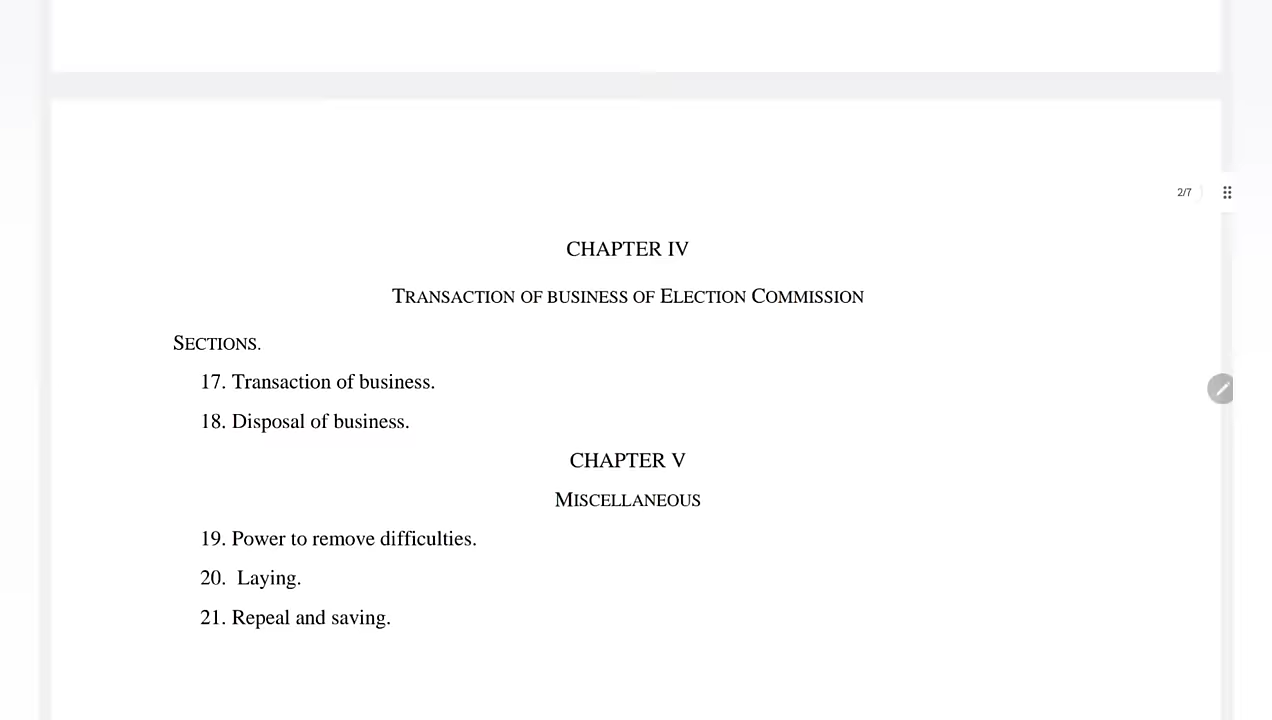 2/7
CHAPTER IV
TRANSACTION OF BUSINESS OF ELECTION COMMISSION
SECTIONS.
17. Transaction of business.
18. Disposal of business.
CHAPTER V
MISCELLANEOUS
19. Power to remove difficulties.
20. Laying.
21. Repeal and saving.